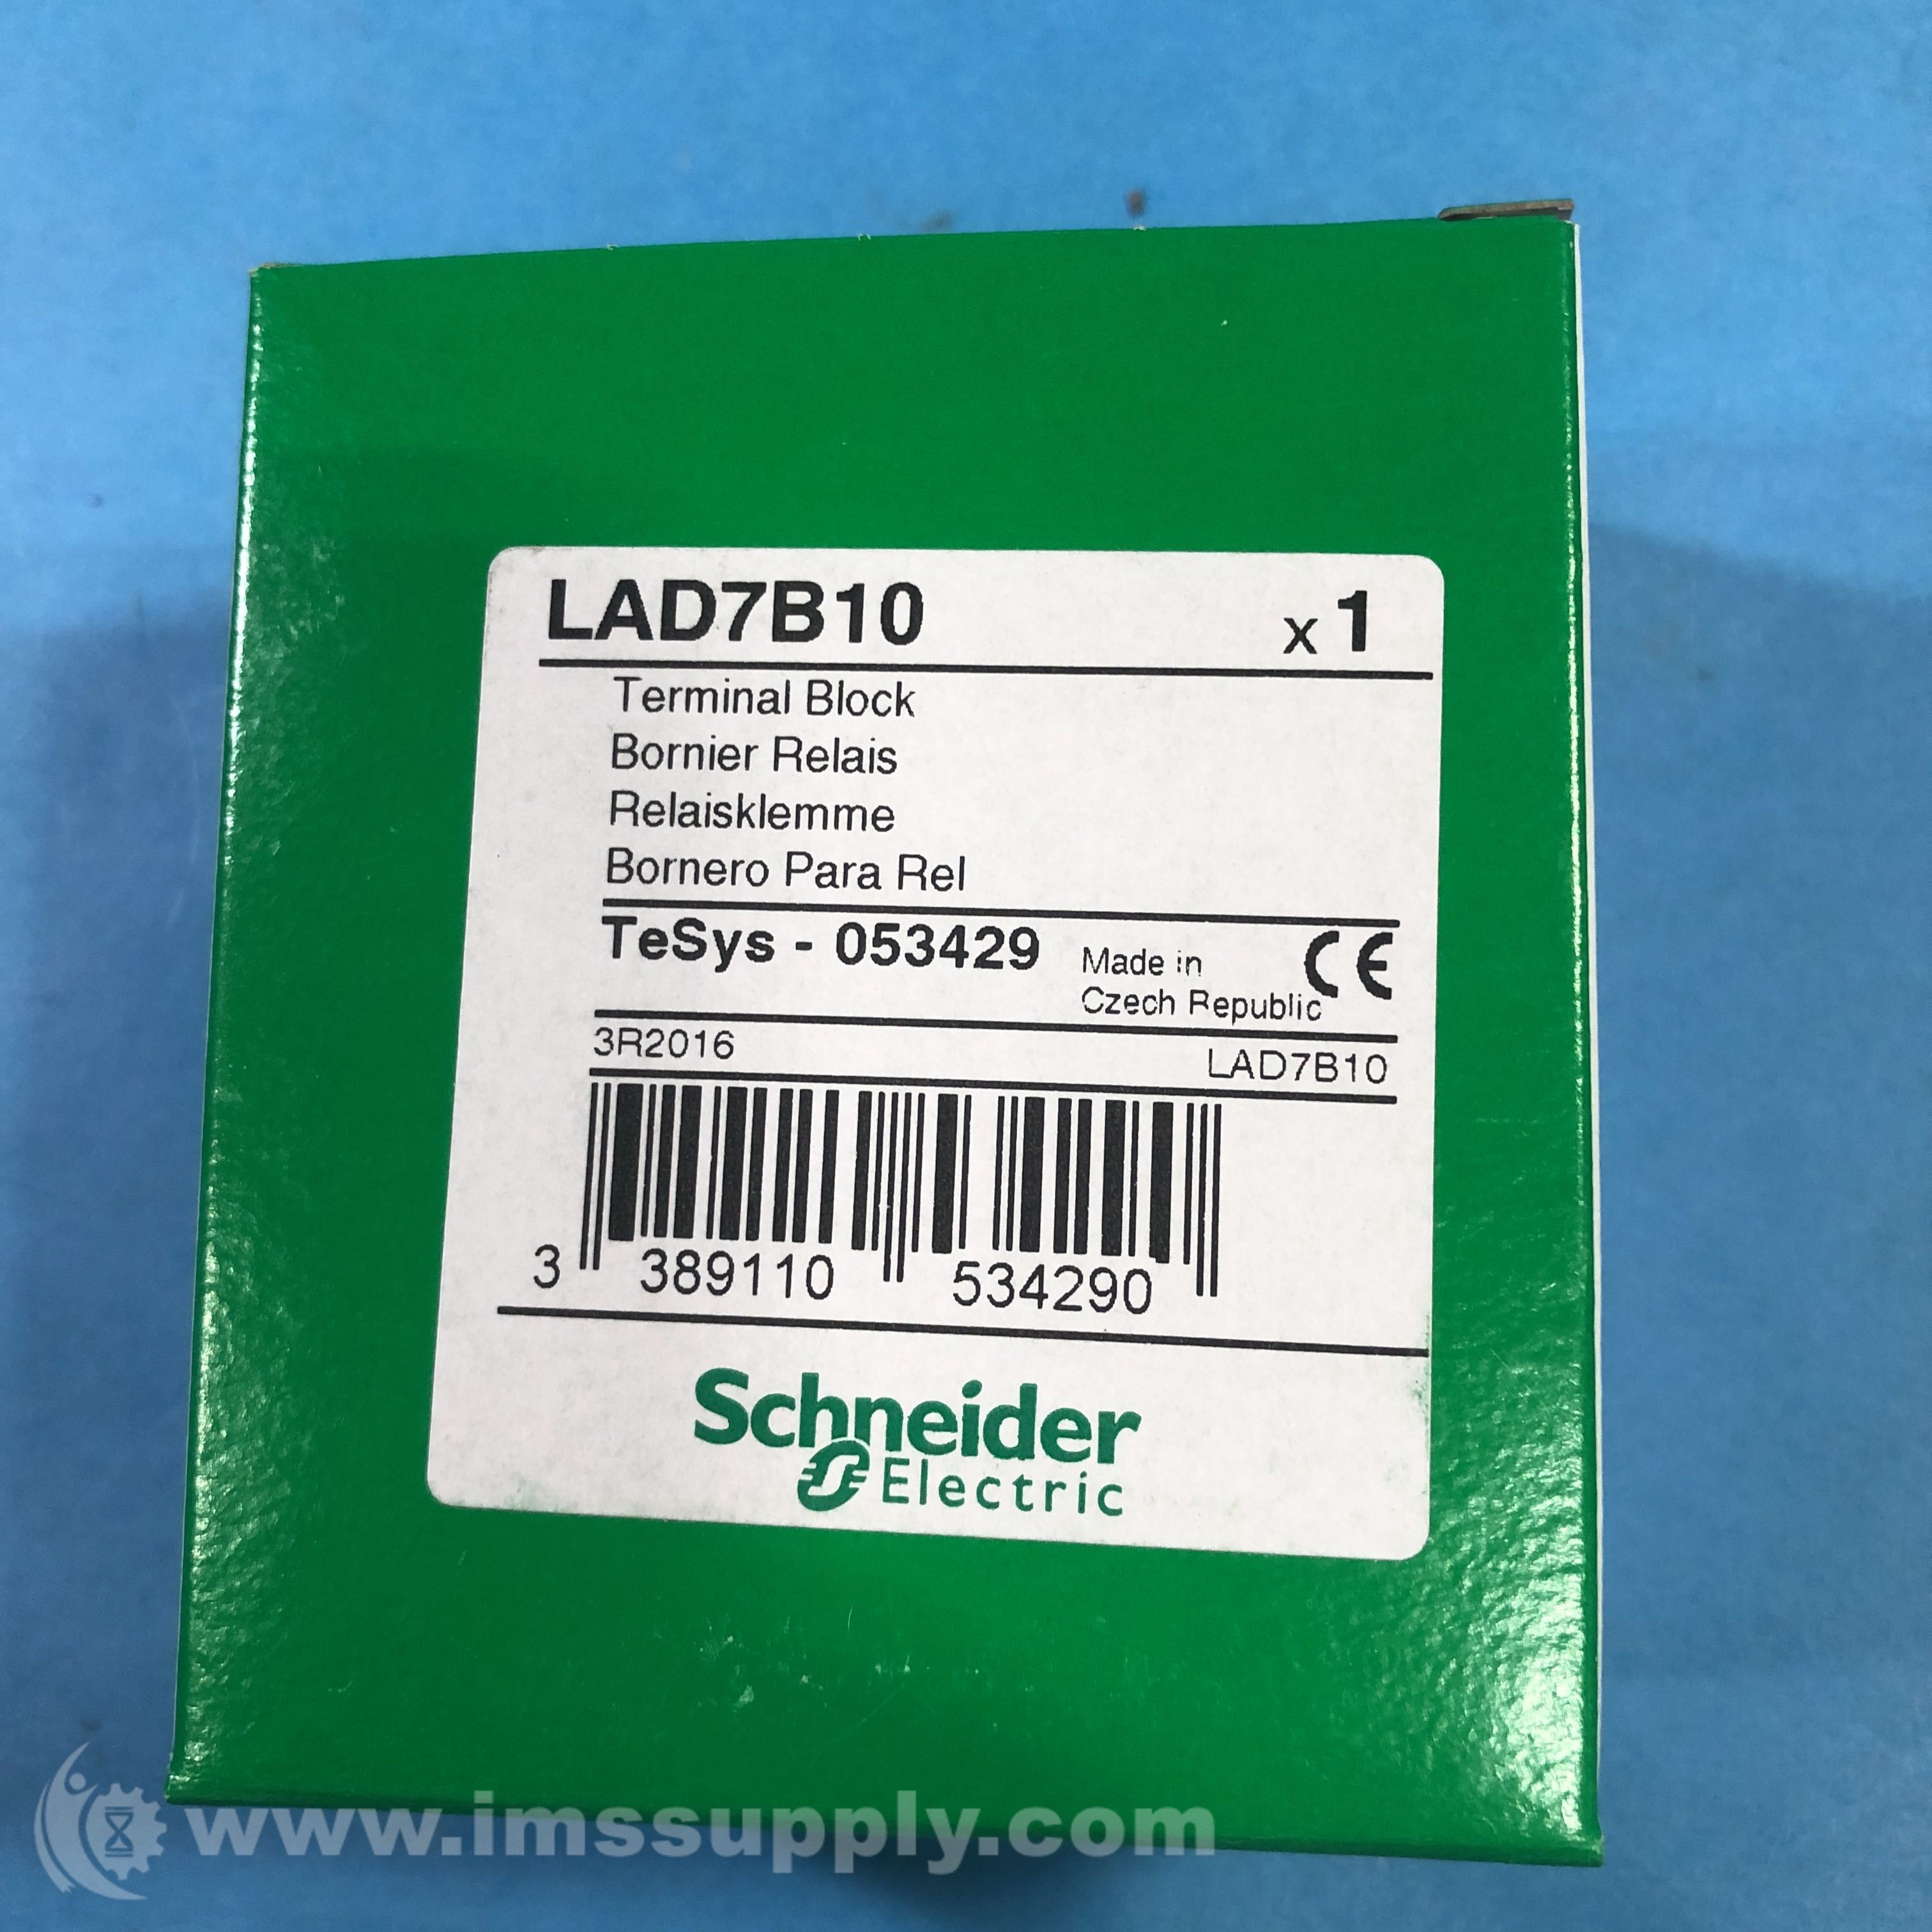 LAD7B10 x 1
Terminal Block
Bornier Relais
Relaisklemme
Bornero Para Rel
TeSys - 053429 Made in CE
Czech Republic
3R2016 LAD7B10
3 389110 534290
Schneider
Electric
www.imssupply.com